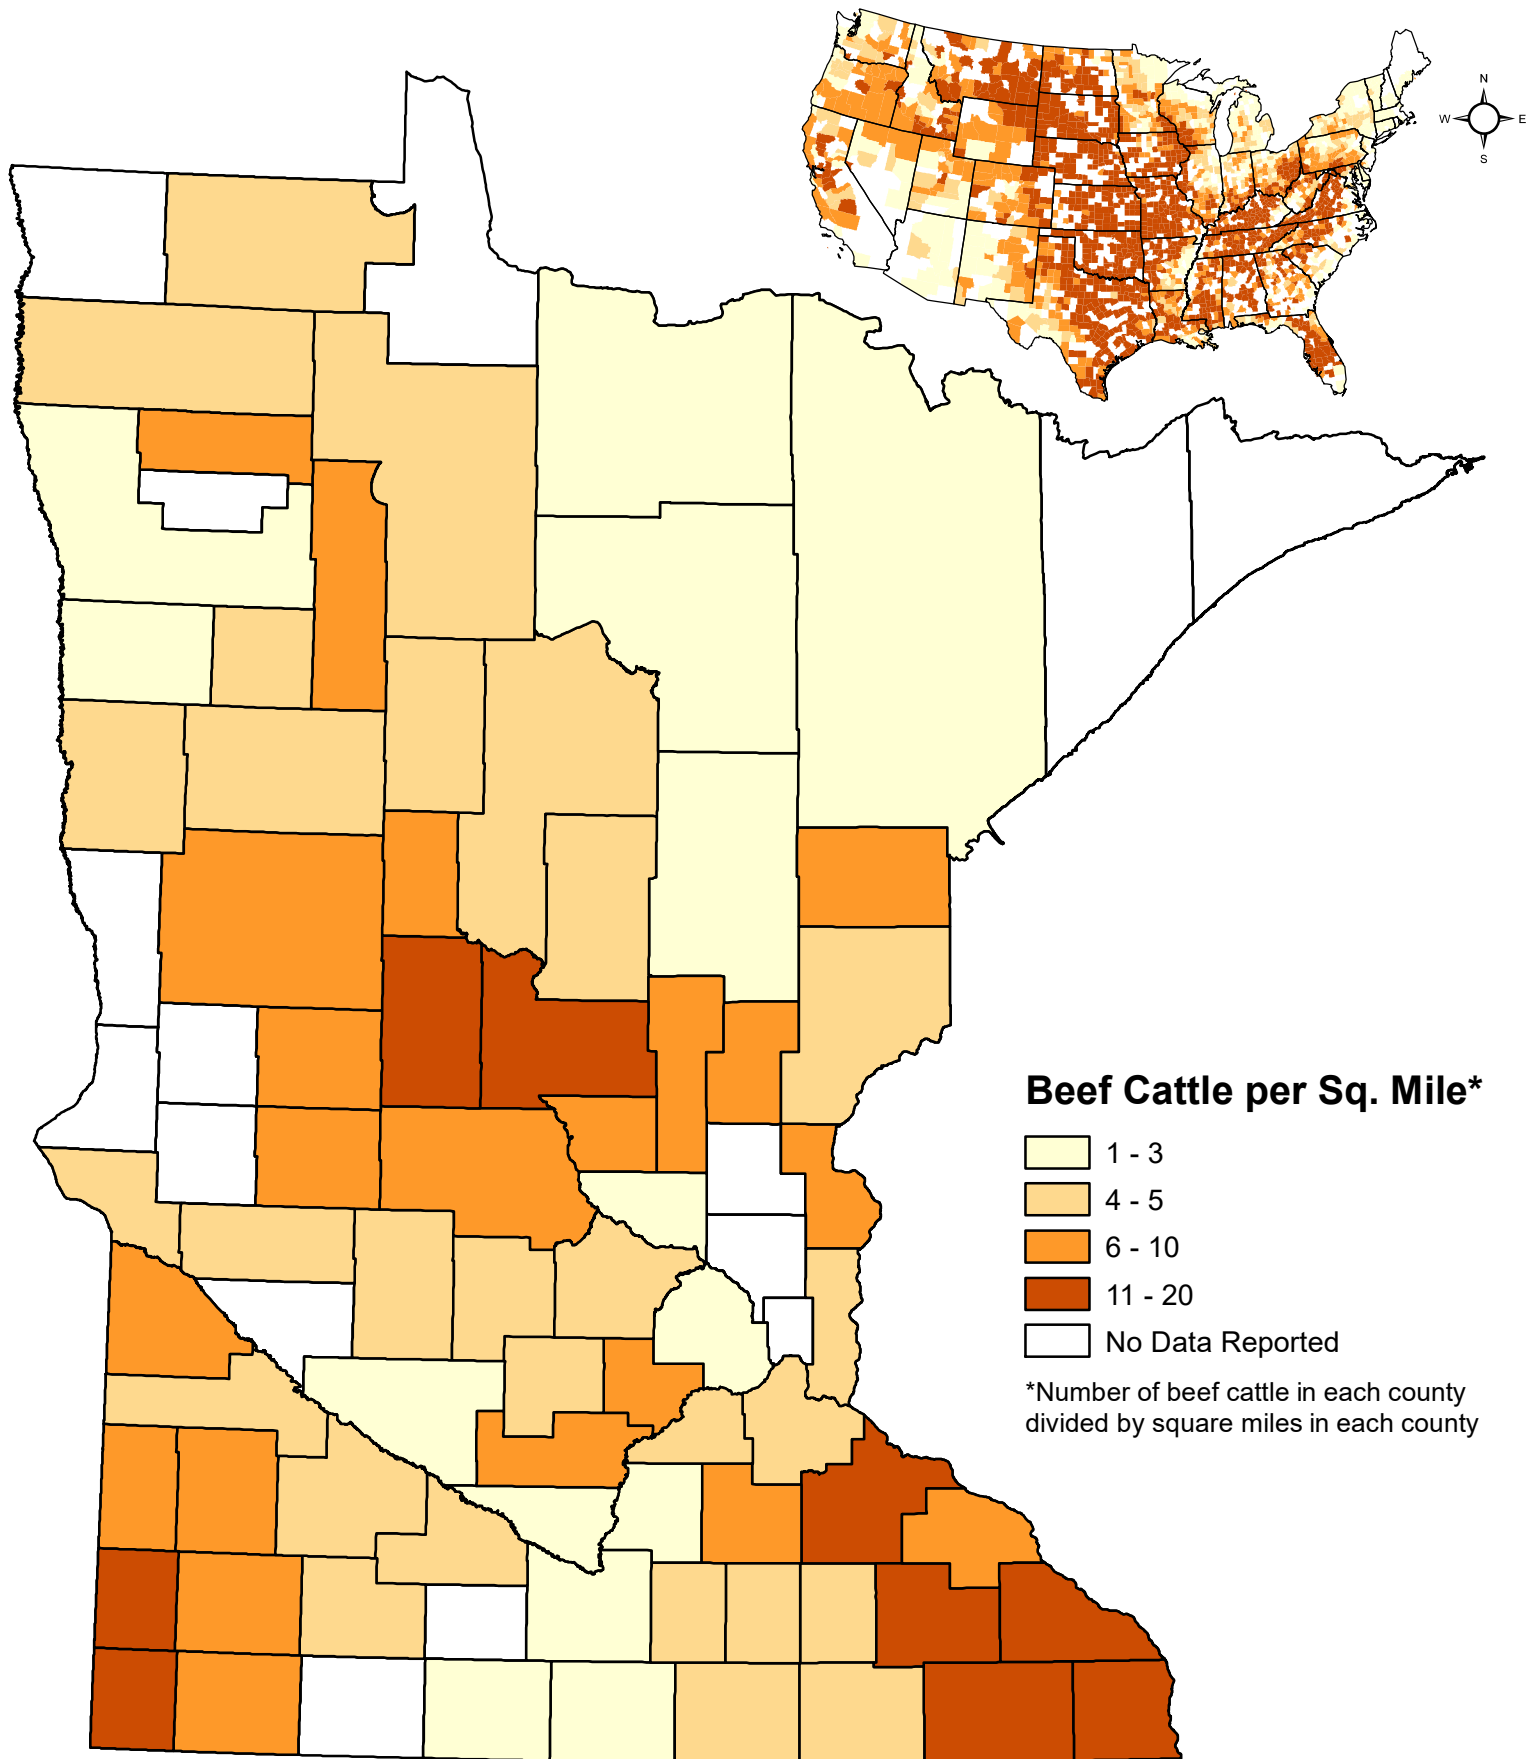 N
W
E
S
Beef Cattle per Sq. Mile*
1 - 3
4 - 5
6 - 10
11 - 20
No Data Reported
*Number of beef cattle in each county
divided by square miles in each county